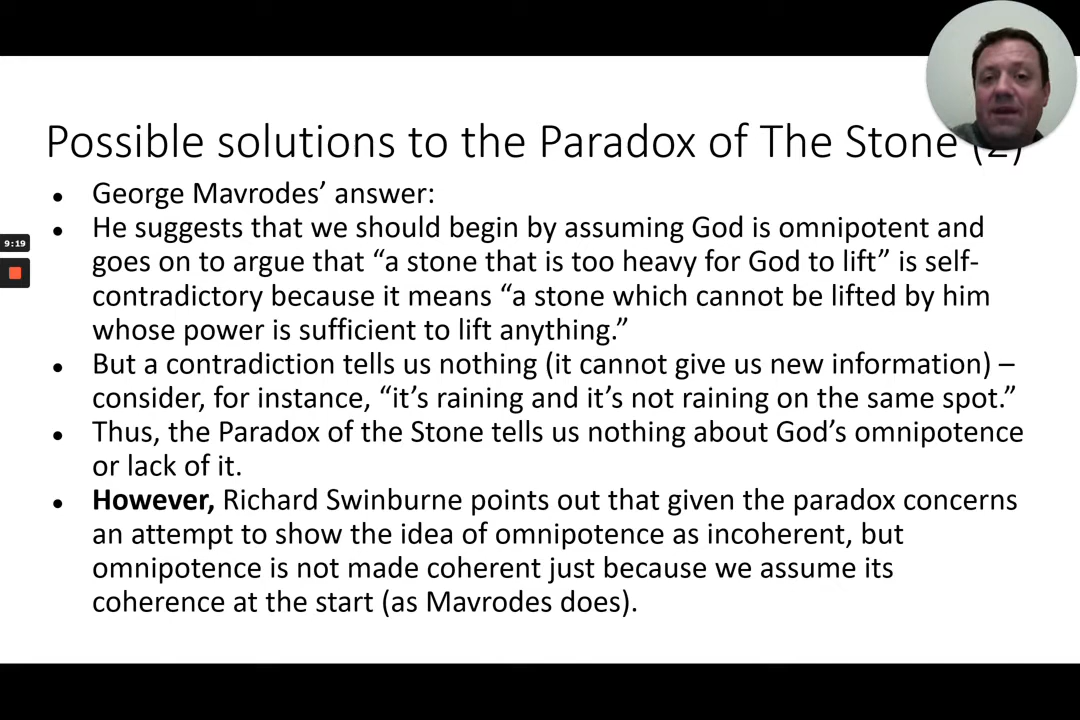 Possible solutions to the Paradox of The Stone (2)
● George Mavrodes’ answer:
● He suggests that we should begin by assuming God is omnipotent and
goes on to argue that “a stone that is too heavy for God to lift” is self-
contradictory because it means “a stone which cannot be lifted by him
whose power is sufficient to lift anything.”
● But a contradiction tells us nothing (it cannot give us new information) –
consider, for instance, “it’s raining and it’s not raining on the same spot.”
● Thus, the Paradox of the Stone tells us nothing about God’s omnipotence
or lack of it.
● However, Richard Swinburne points out that given the paradox concerns
an attempt to show the idea of omnipotence as incoherent, but
omnipotence is not made coherent just because we assume its
coherence at the start (as Mavrodes does).
9:19